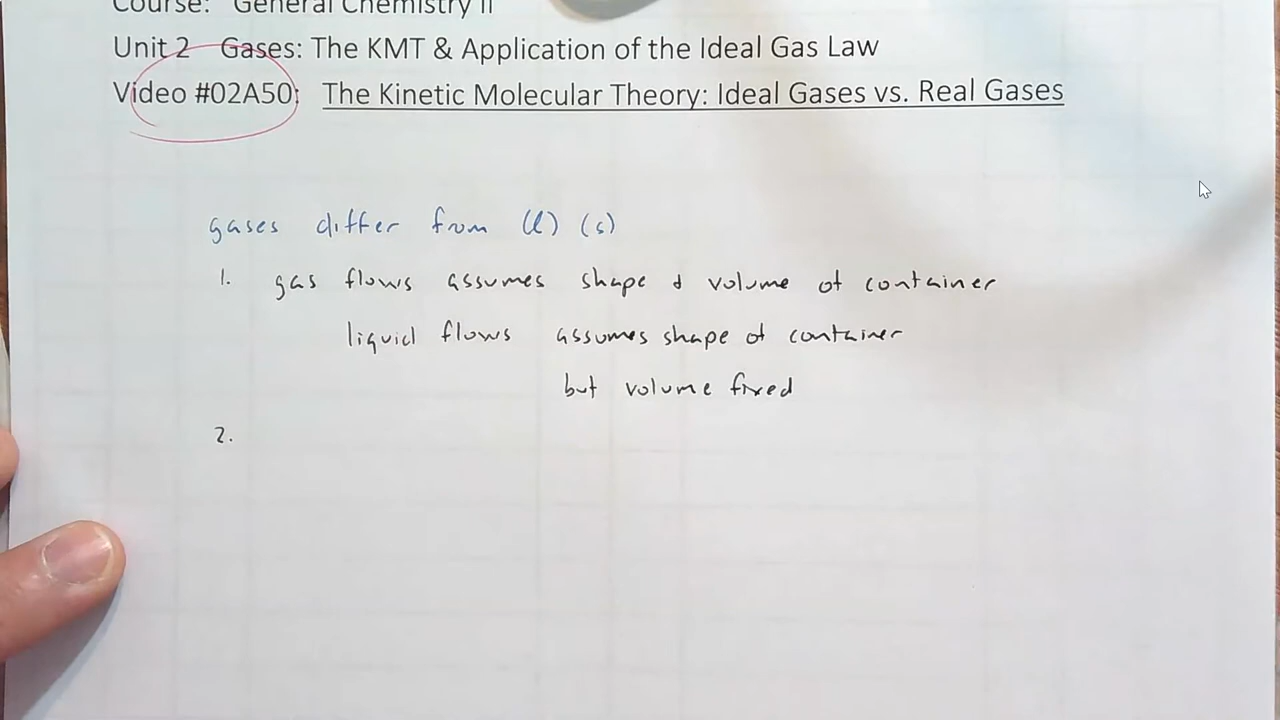 Course: General Chemistry II
Unit 2 Gases: The KMT & Application of the Ideal Gas Law
Video #02A50: The Kinetic Molecular Theory: Ideal Gases vs. Real Gases
gases differ from (l) (s)
1. gas flows assumes shape & volume of container
liquid flows assumes shape of container
but volume fixed
2.